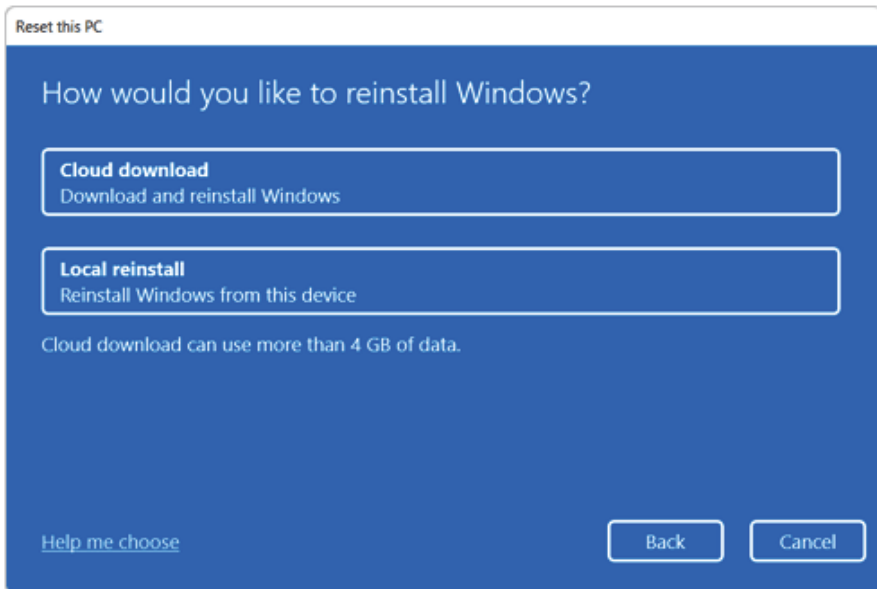 Reset this PC
How would you like to reinstall Windows?
Cloud download
Download and reinstall Windows
Local reinstall
Reinstall Windows from this device
Cloud download can use more than 4 GB of data.
Help me choose
Back
Cancel